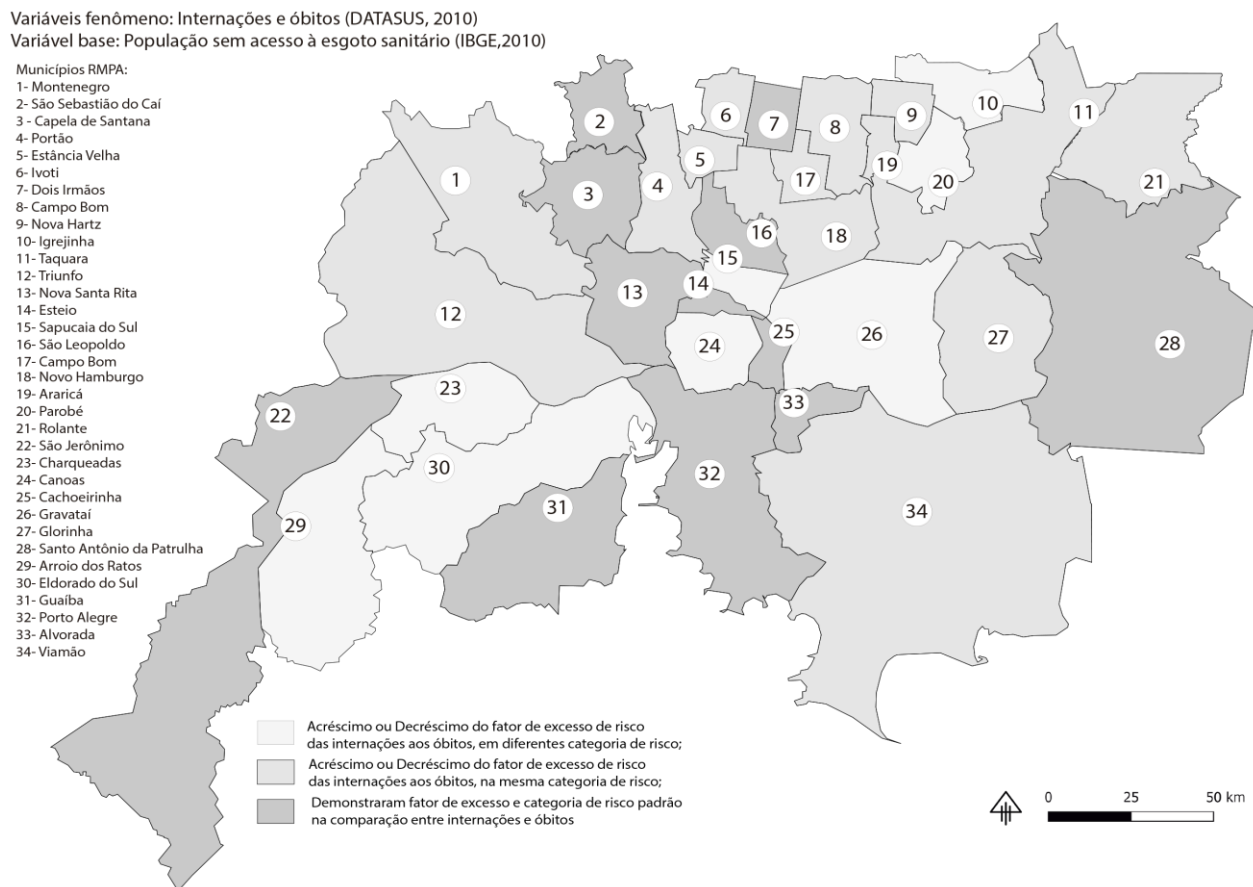 Variáveis fenômeno: Internações e óbitos (DATASUS, 2010)
Variável base: População sem acesso à esgoto sanitário (IBGE,2010)
Municípios RMPA:
1- Montenegro
2- São Sebastião do Caí
3 - Capela de Santana
4- Portão
5- Estância Velha
6- Ivoti
7- Dois Irmãos
8- Campo Bom
9- Nova Hartz
10- Igrejinha
11- Taquara
12- Triunfo
13- Nova Santa Rita
14- Esteio
15- Sapucaia do Sul
16- São Leopoldo
17- Campo Bom
18- Novo Hamburgo
19- Araricá
20- Parobé
21- Rolante
22- São Jerônimo
23- Charqueadas
24- Canoas
25- Cachoeirinha
26- Gravataí
27- Glorinha
28- Santo Antônio da Patrulha
29- Arroio dos Ratos
30- Eldorado do Sul
31- Guaíba
32- Porto Alegre
33- Alvorada
34- Viamão
1
2
3
4
5
6
7
8
9
10
11
12
13
14
15
16
17
18
19
20
21
22
23
24
25
26
27
28
29
30
31
32
33
34
Acréscimo ou Decréscimo do fator de excesso de risco
das internações aos óbitos, em diferentes categoria de risco;
Acréscimo ou Decréscimo do fator de excesso de risco
das internações aos óbitos, na mesma categoria de risco;
Demonstraram fator de excesso e categoria de risco padrão
na comparação entre internações e óbitos
0 25 50 km